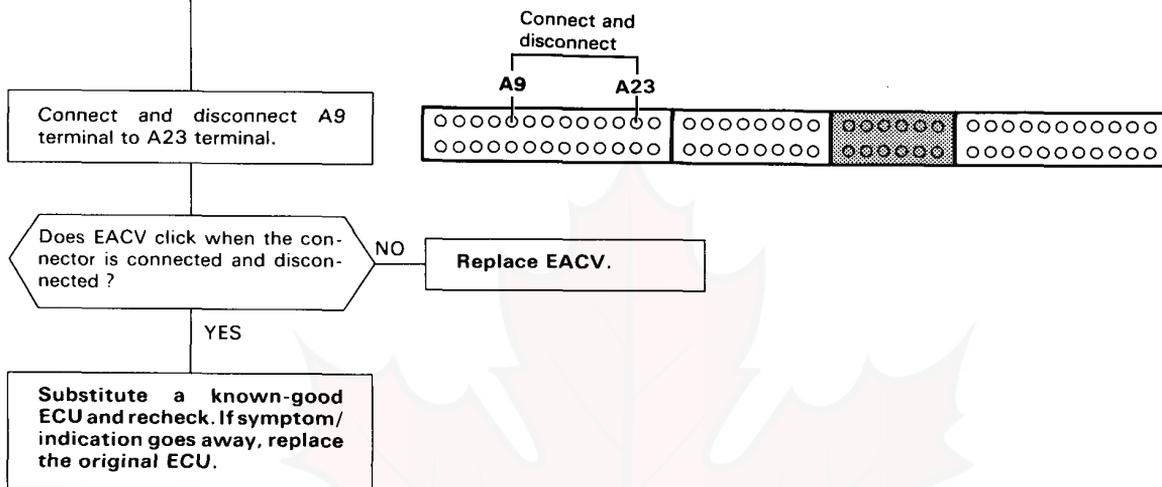 Connect and
disconnect
A9
A23
Connect and disconnect A9
terminal to A23 terminal.
Does EACV click when the con-
nector is connected and discon-
nected ?
NO
Replace EACV.
YES
Substitute a known-good
ECU and recheck. If symptom/
indication goes away, replace
the original ECU.